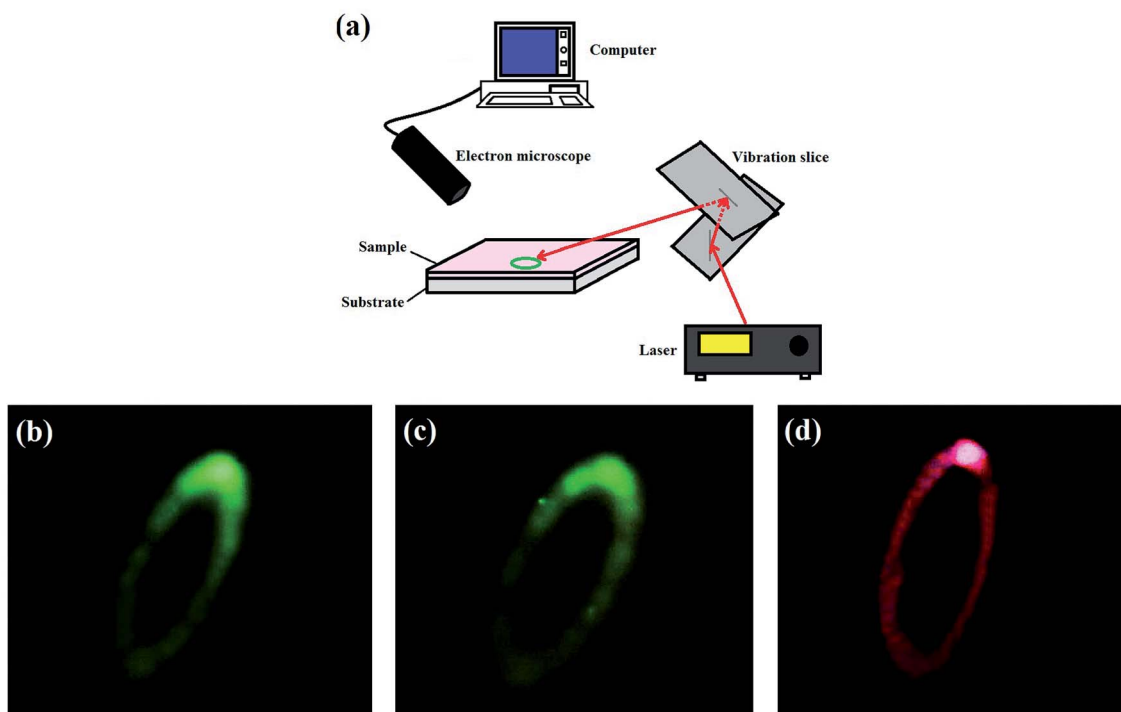 (a)
Computer
Electron microscope
Vibration slice
Sample
Substrate
Laser
(b)
(c)
(d)